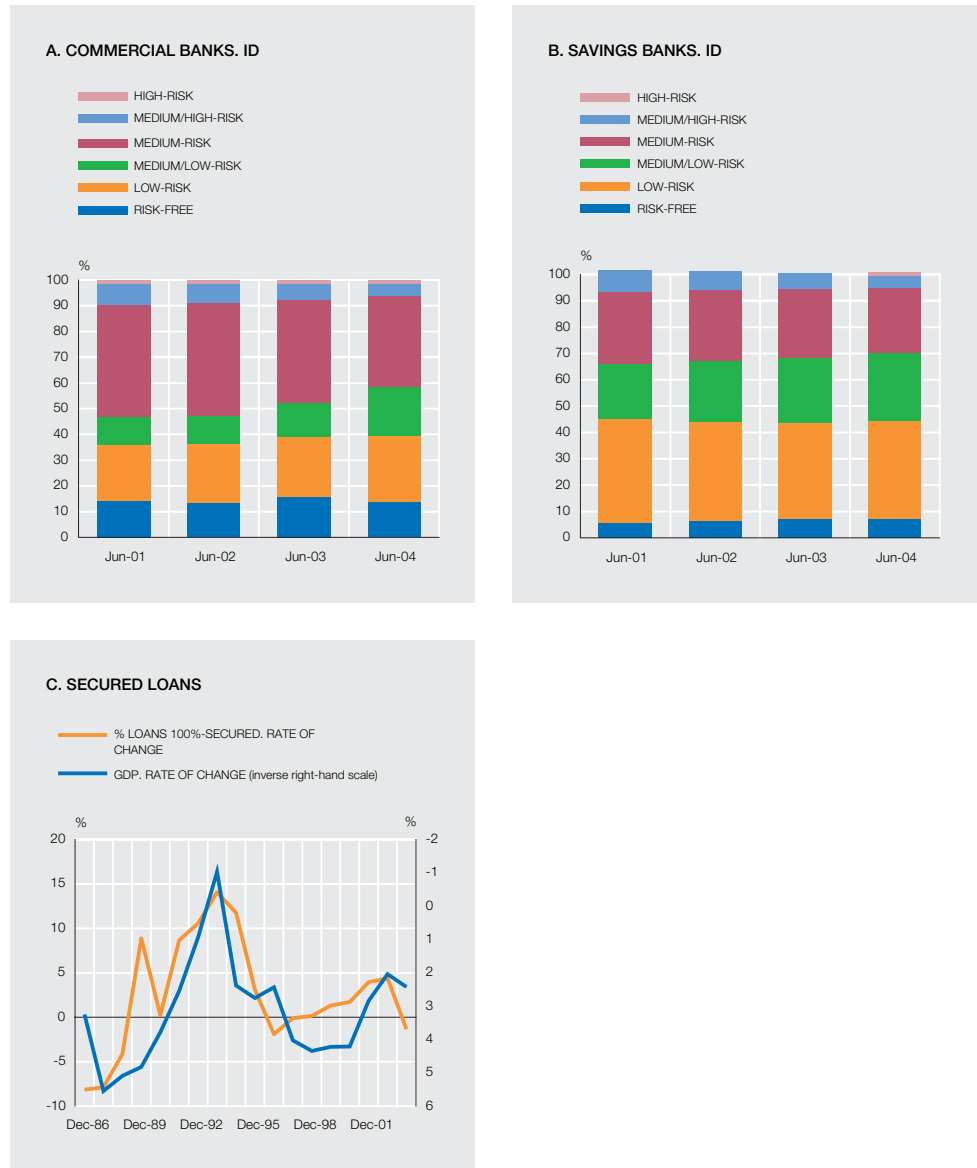 A. COMMERCIAL BANKS. ID
HIGH-RISK
MEDIUM/HIGH-RISK
MEDIUM-RISK
MEDIUM/LOW-RISK
LOW-RISK
RISK-FREE
%
100
90
80
70
60
50
40
30
20
10
0
Jun-01 Jun-02 Jun-03 Jun-04
B. SAVINGS BANKS. ID
HIGH-RISK
MEDIUM/HIGH-RISK
MEDIUM-RISK
MEDIUM/LOW-RISK
LOW-RISK
RISK-FREE
%
100
90
80
70
60
50
40
30
20
10
0
Jun-01 Jun-02 Jun-03 Jun-04
C. SECURED LOANS
% LOANS 100%-SECURED. RATE OF
CHANGE
GDP. RATE OF CHANGE (inverse right-hand scale)
% %
20
15
10
5
0
-5
-10
-2
-1
0
1
2
3
4
5
6
Dec-86 Dec-89 Dec-92 Dec-95 Dec-98 Dec-01